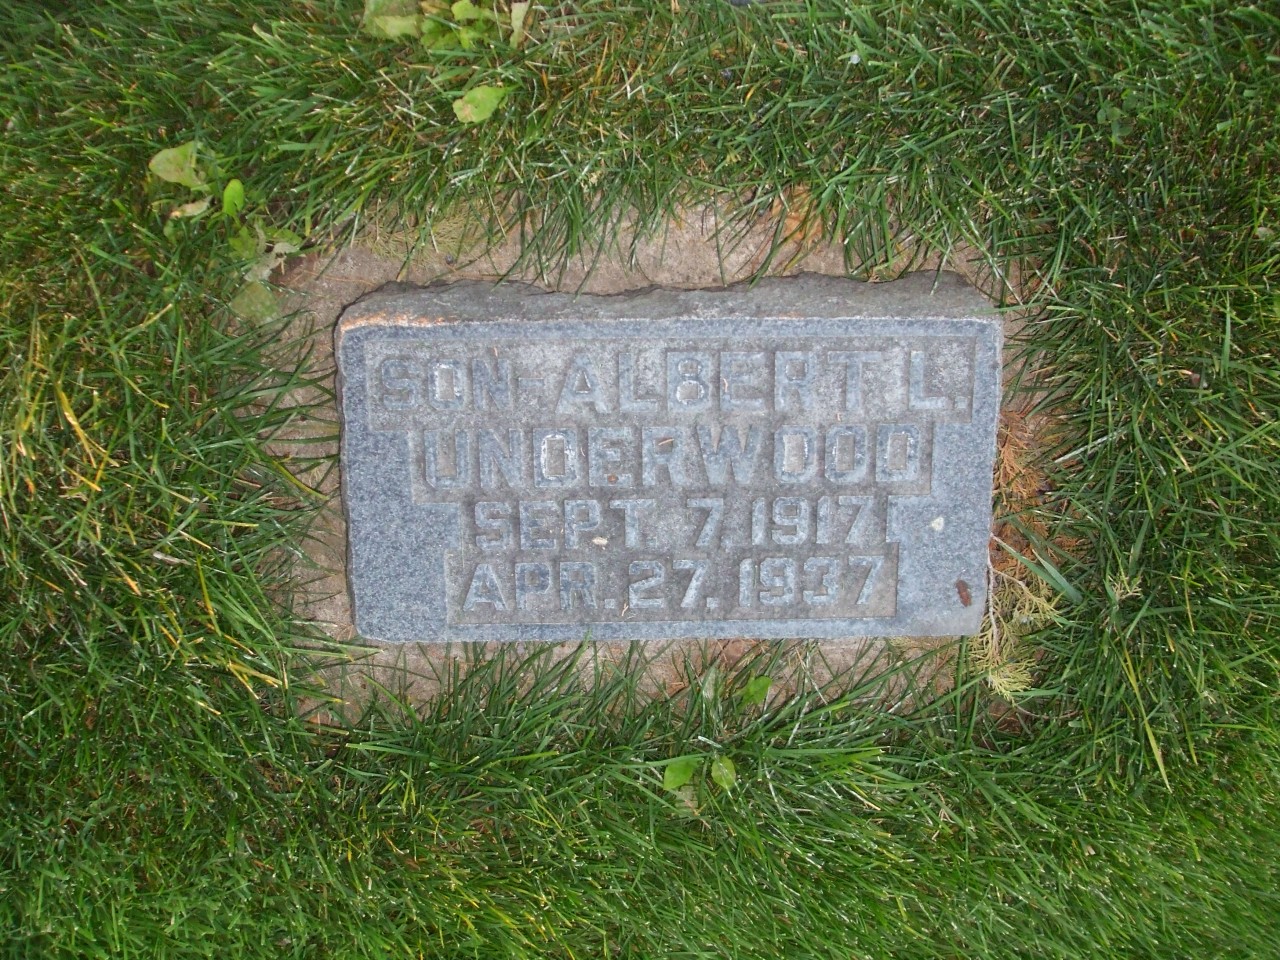 SON-ALBERT L.
UNDERWOOD
SEPT. 7, 1917
APR. 27, 1937